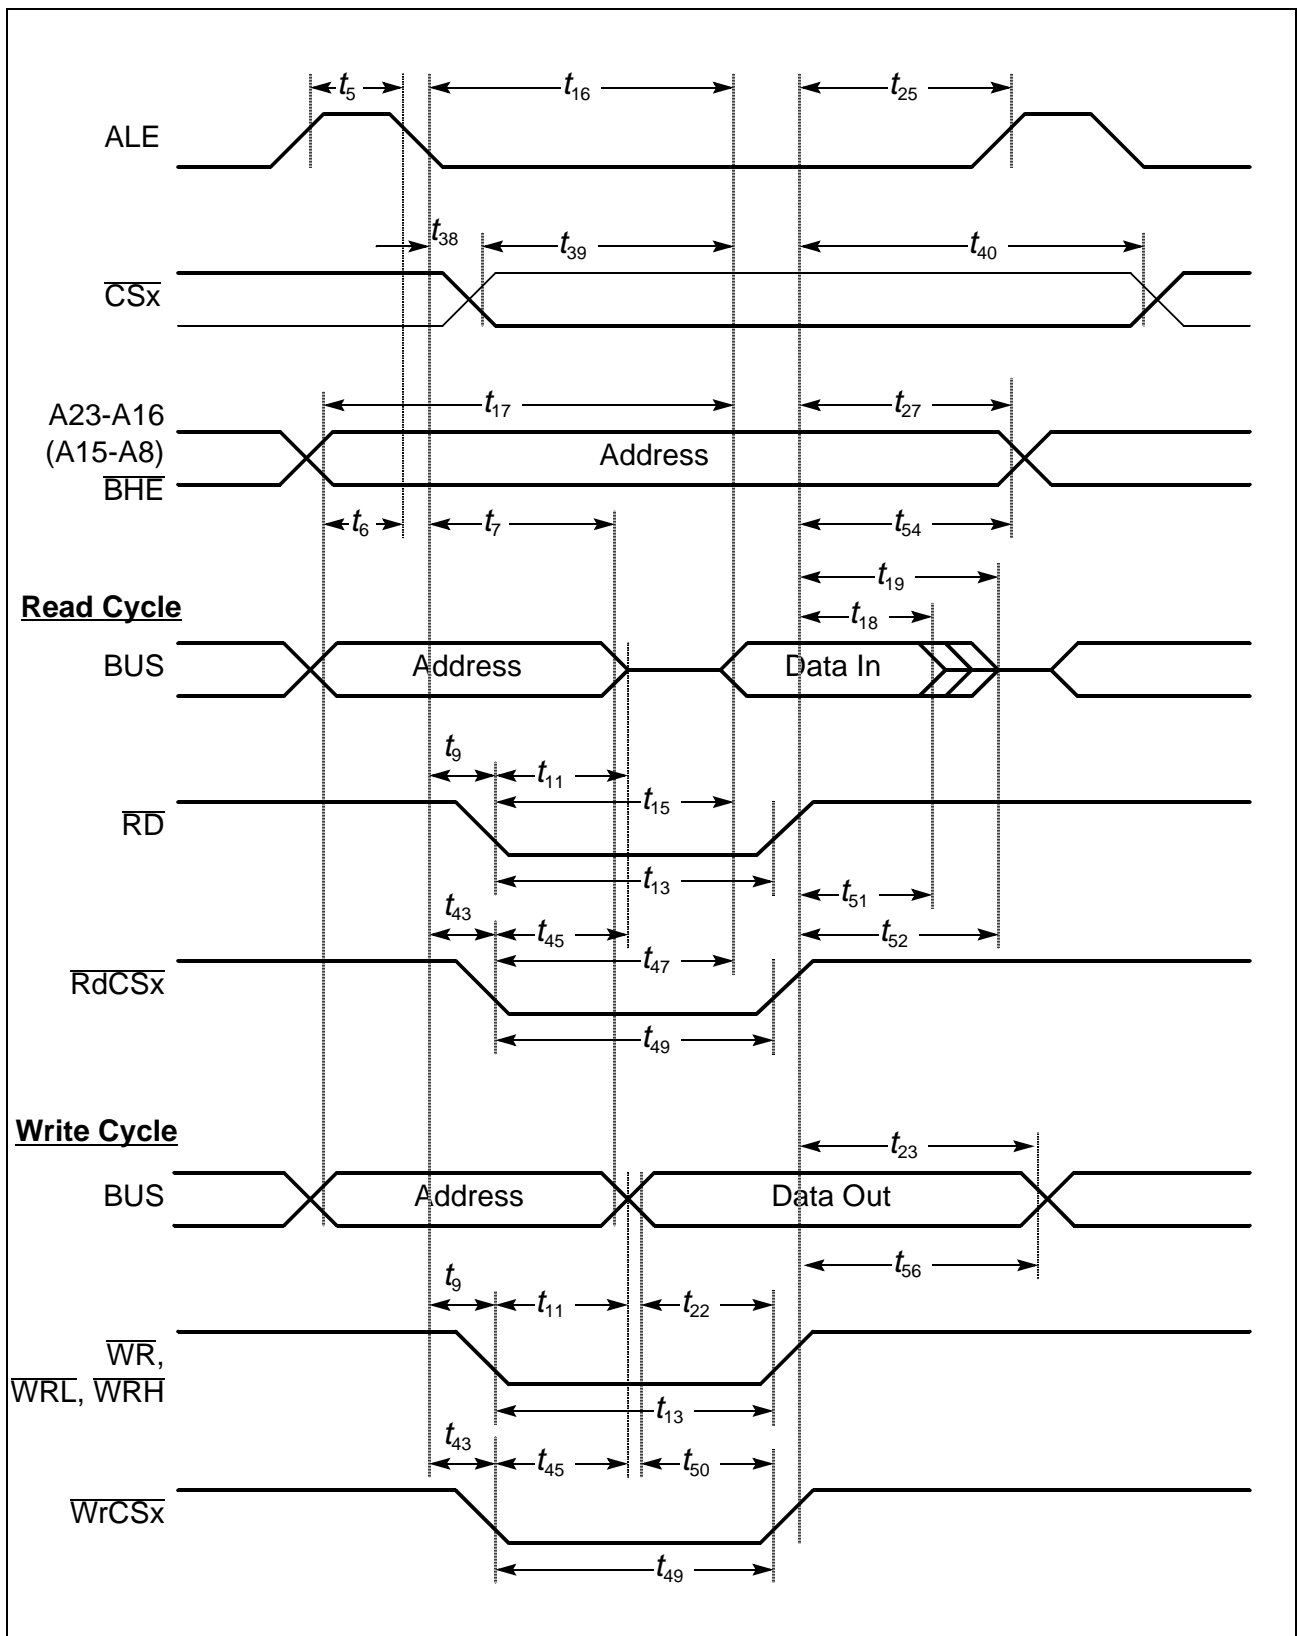 t5 t16 t25
ALE
t38 t39 t40
CSx
A23-A16 t17 t27
(A15-A8) Address
BHE
t6 t7 t54
t19
Read Cycle t18
BUS Address Data In
t9 t11
t15
RD
t13 t51
t43 t45 t52
t47
RdCSx
t49
Write Cycle t23
BUS Address Data Out
t56
t9 t11 t22
WR,
WRL, WRH
t13
t43 t45 t50
WrCSx
t49